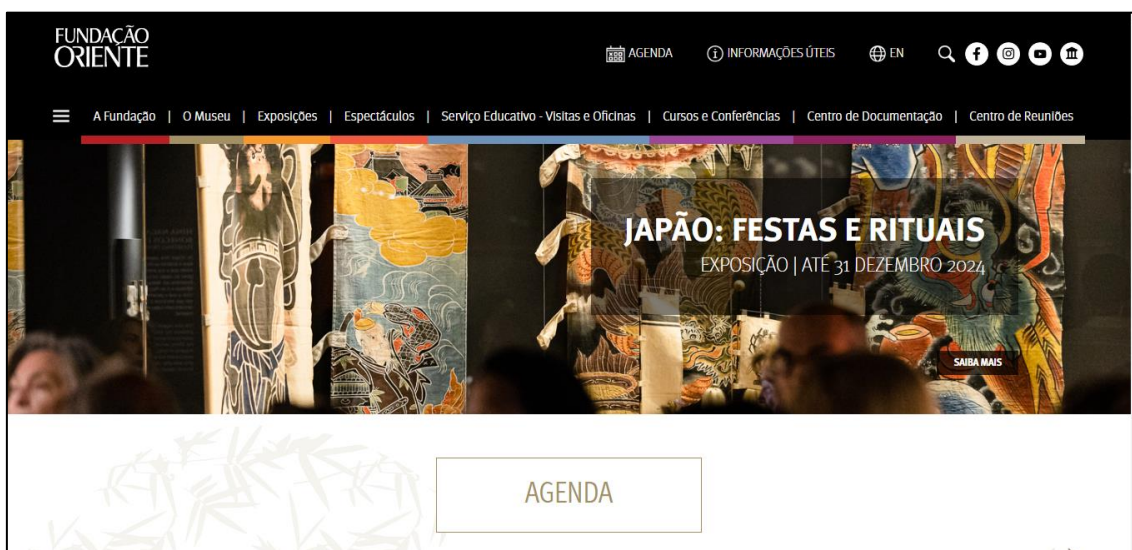 FUNDAÇÃO
ORIENTE
AGENDA
INFORMAÇÕES ÚTEIS
EN
A Fundação | O Museu | Exposições | Espectáculos | Serviço Educativo - Visitas e Oficinas | Cursos e Conferências | Centro de Documentação | Centro de Reuniões
JAPÃO: FESTAS E RITUAIS
EXPOSIÇÃO | ATÉ 31 DEZEMBRO 2024
SAIBA MAIS
AGENDA